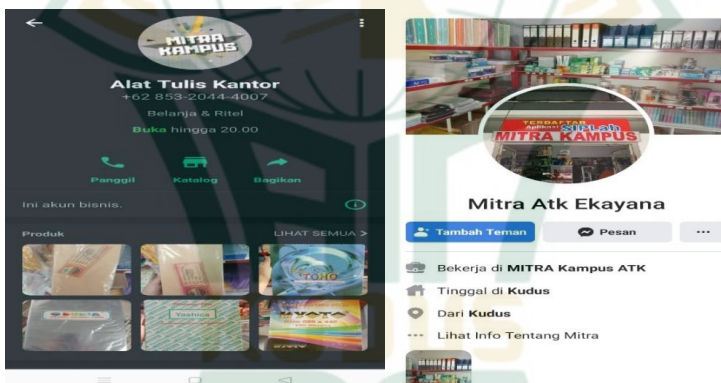 MITRA
KAMPUS
Alat Tulis Kantor
+62 853-2044-4007
Belanja & Ritel
Buka hingga 20.00
Panggil
Katalog
Bagikan
Ini akun bisnis.
Produk
LIHAT SEMUA >
TOHO
Yoshica
KUDUS
TERDAFTAR
Aplikasi SIPLah
MITRA KAMPUS
Mitra Atk Ekayana
Tambah Teman
Pesan
Bekerja di MITRA Kampus ATK
Tinggal di Kudus
Dari Kudus
Lihat Info Tentang Mitra